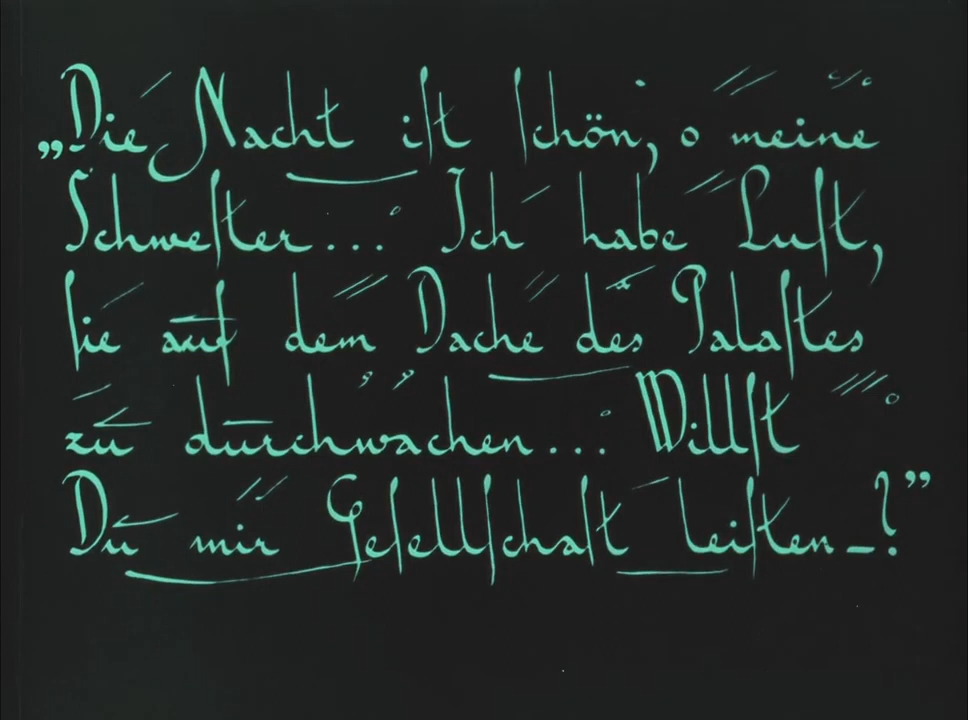 „Die Nacht iſt ſchön, o meine
Schweſter... Ich habe Luſt,
ſie auf dem Dache des Palaſtes
zu durchwachen... Willſt
Du mir Geſellſchaft leiſten—?”